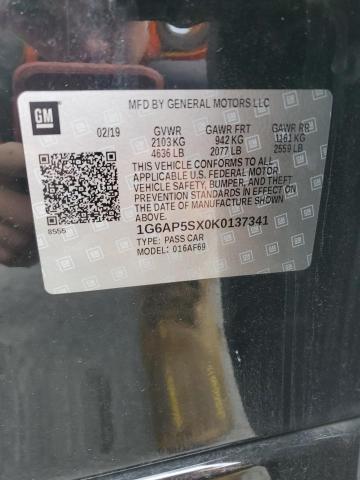 GM
MFD BY GENERAL MOTORS LLC
02/19 GVWR GAWR FRT GAWR RR
2103 KG 942 KG 1161 KG
4636 LB 2077 LB 2559 LB
THIS VEHICLE CONFORMS TO ALL
APPLICABLE U.S. FEDERAL MOTOR
VEHICLE SAFETY, BUMPER, AND THEFT
PREVENTION STANDARDS IN EFFECT ON
THE DATE OF MANUFACTURE SHOWN ABOVE.
1G6AP5SX0K0137341
8555 TYPE: PASS CAR
MODEL: 016AF69